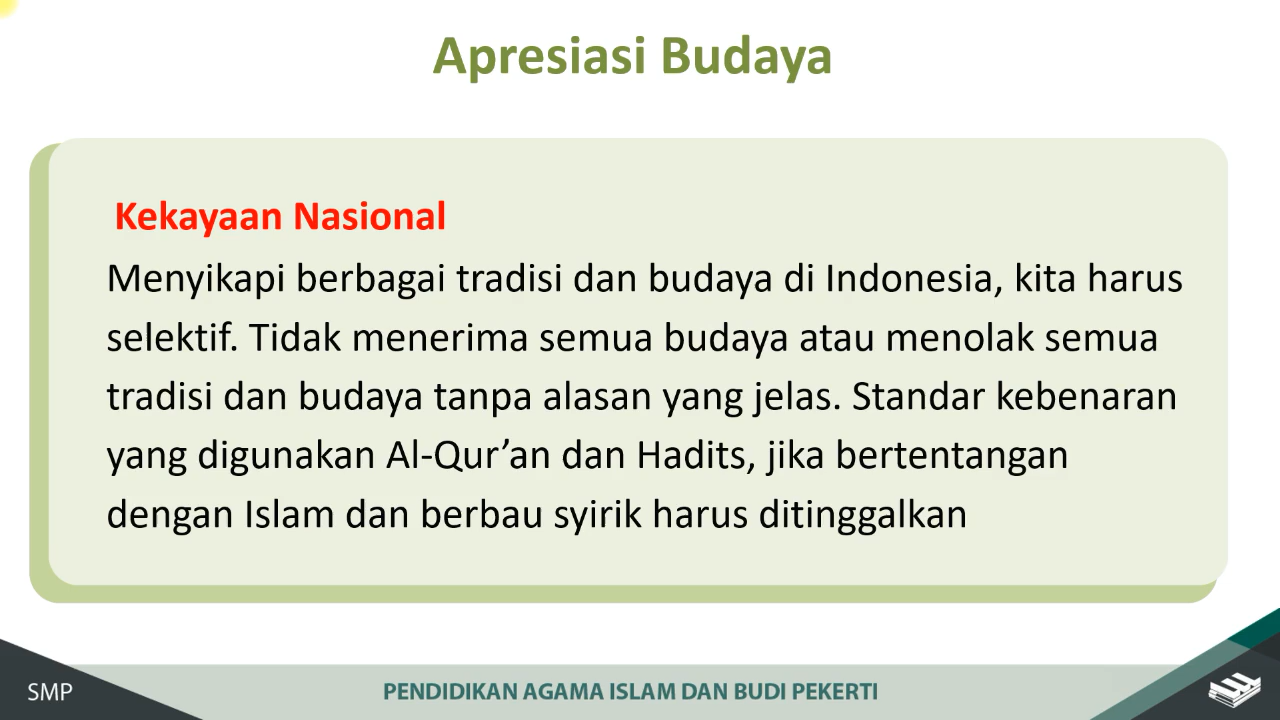 Apresiasi Budaya
Kekayaan Nasional
Menyikapi berbagai tradisi dan budaya di Indonesia, kita harus
selektif. Tidak menerima semua budaya atau menolak semua
tradisi dan budaya tanpa alasan yang jelas. Standar kebenaran
yang digunakan Al-Qur’an dan Hadits, jika bertentangan
dengan Islam dan berbau syirik harus ditinggalkan
SMP
PENDIDIKAN AGAMA ISLAM DAN BUDI PEKERTI